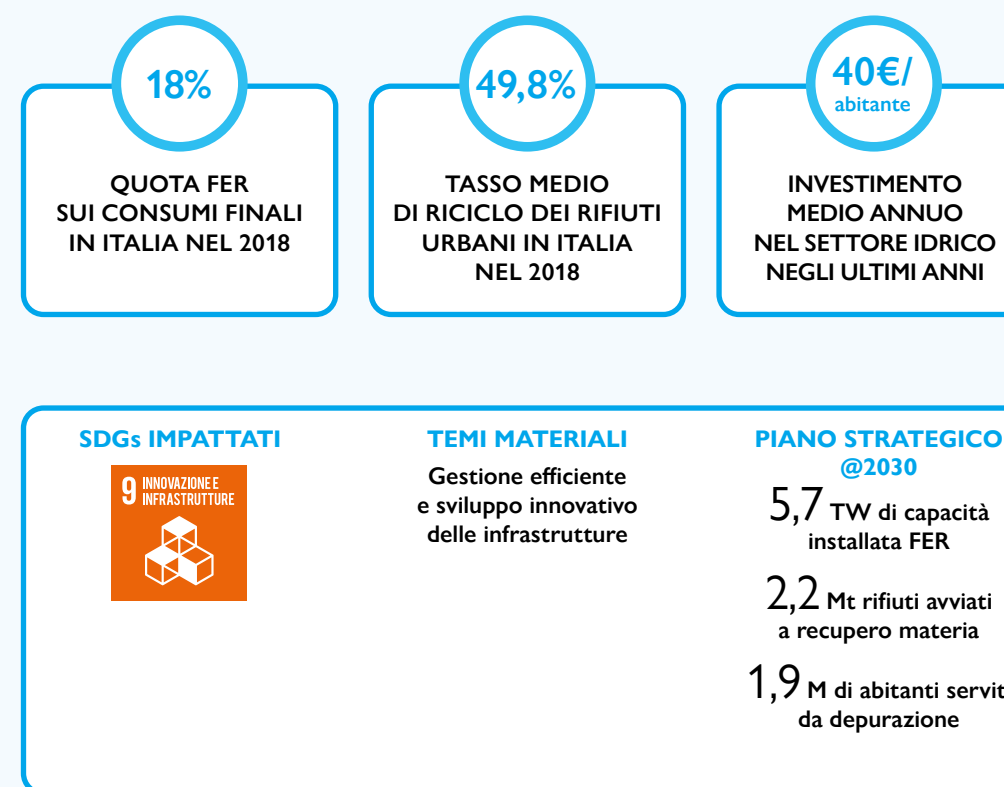 18%
QUOTA FER
SUI CONSUMI FINALI
IN ITALIA NEL 2018
49,8%
TASSO MEDIO
DI RICICLO DEI RIFIUTI
URBANI IN ITALIA
NEL 2018
40€/
abitante
INVESTIMENTO
MEDIO ANNUO
NEL SETTORE IDRICO
NEGLI ULTIMI ANNI
SDGs IMPATTATI
9 INNOVAZIONE E
INFRASTRUTTURE
TEMI MATERIALI
Gestione efficiente
e sviluppo innovativo
delle infrastrutture
PIANO STRATEGICO
@2030
5,7 TW di capacità
installata FER
2,2 Mt rifiuti avviati
a recupero materia
1,9 M di abitanti servit
da depurazione